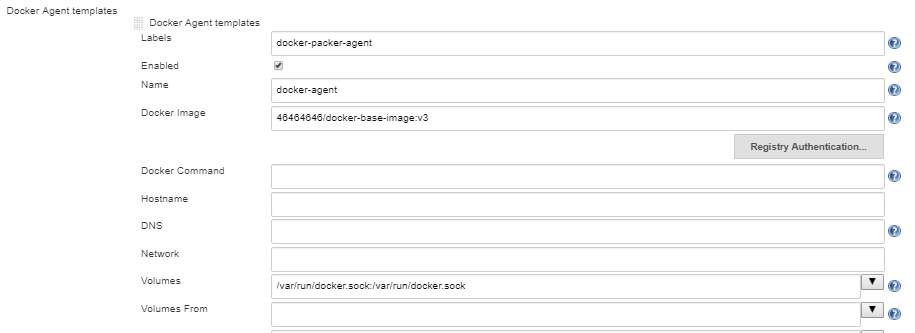 Docker Agent templates
Docker Agent templates
Labels
docker-packer-agent
Enabled
Name
docker-agent
Docker Image
46464646/docker-base-image:v3
Registry Authentication...
Docker Command
Hostname
DNS
Network
Volumes
/var/run/docker.sock:/var/run/docker.sock
Volumes From